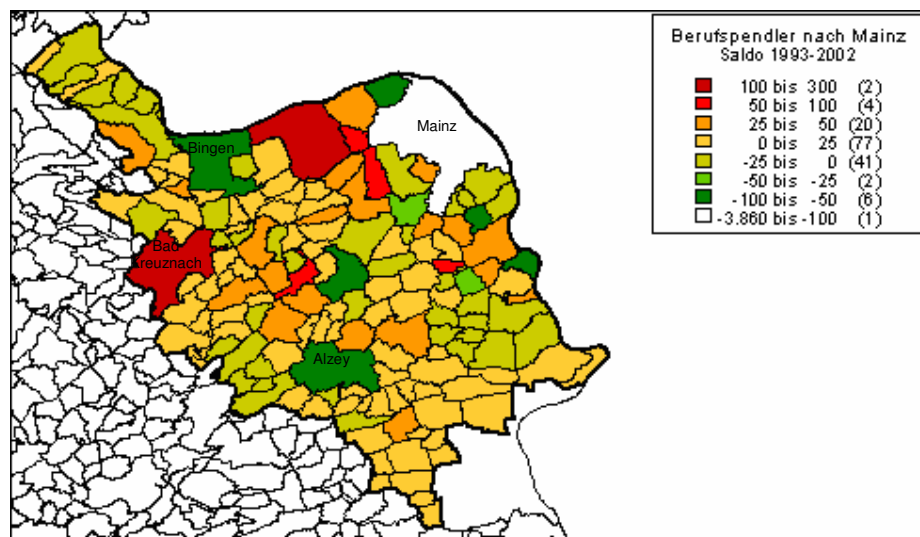 Berufspendler nach Mainz
Saldo 1993-2002
100 bis 300 (2)
50 bis 100 (4)
25 bis 50 (20)
0 bis 25 (77)
-25 bis 0 (41)
-50 bis -25 (2)
-100 bis -50 (6)
-3.860 bis -100 (1)
Mainz
Bingen
Bad
Kreuznach
Alzey